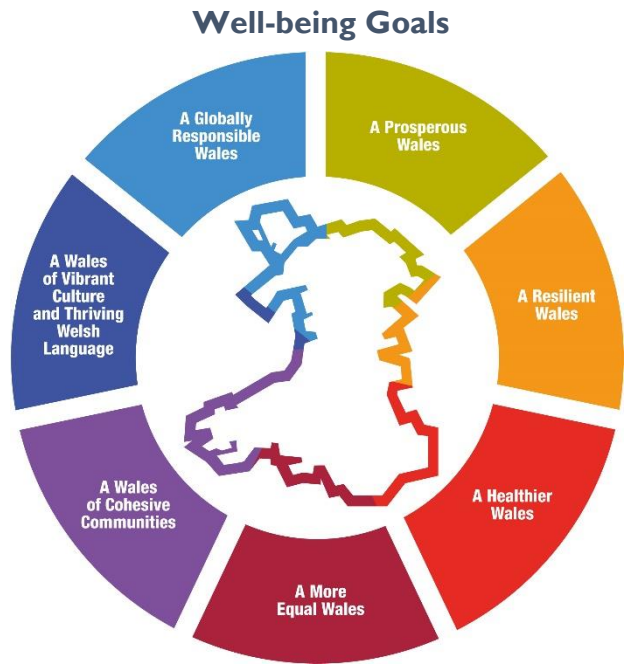 Well-being Goals
A Globally
Responsible
Wales
A Prosperous
Wales
A Resilient
Wales
A Healthier
Wales
A More
Equal Wales
A Wales
of Cohesive
Communities
A Wales
of Vibrant
Culture
and Thriving
Welsh
Language